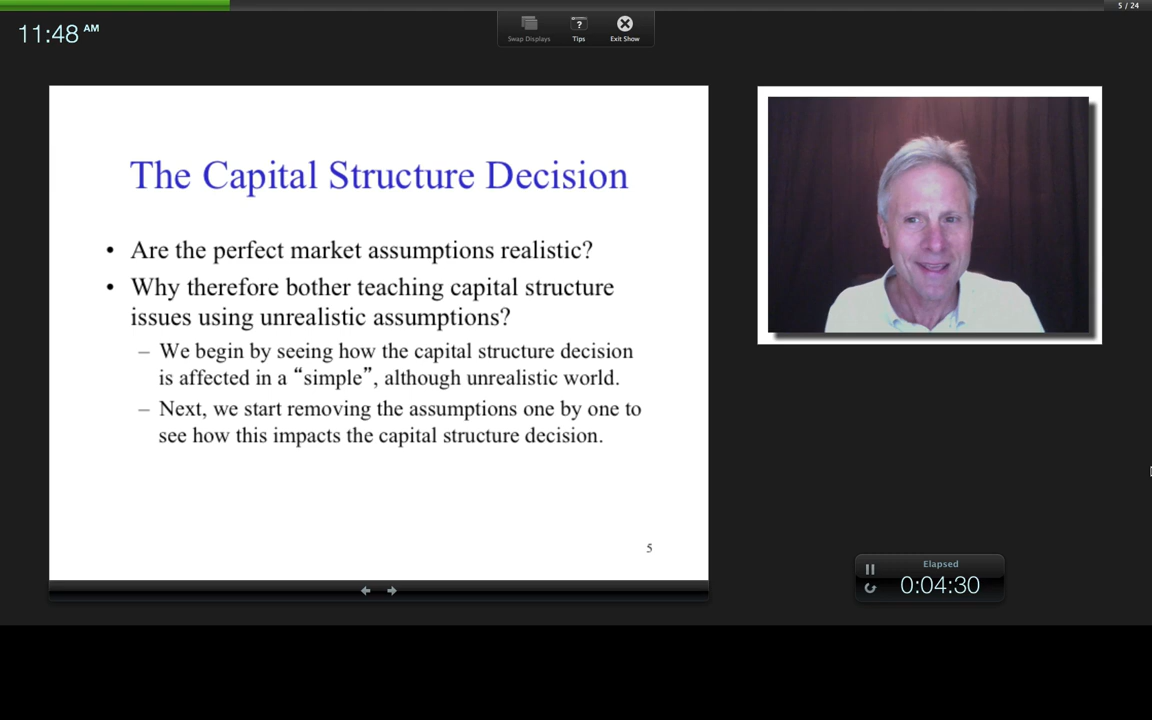 5 / 24
11:48 AM
Swap Displays
?
Tips
Exit Show
The Capital Structure Decision
• Are the perfect market assumptions realistic?
• Why therefore bother teaching capital structure
issues using unrealistic assumptions?
– We begin by seeing how the capital structure decision
is affected in a “simple”, although unrealistic world.
– Next, we start removing the assumptions one by one to
see how this impacts the capital structure decision.
5
Elapsed
0:04:30